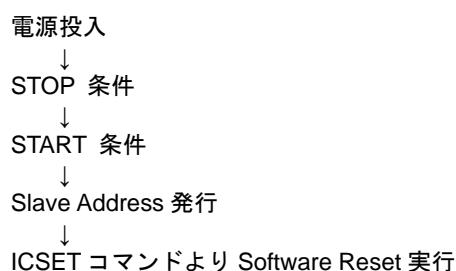 電源投入
↓
STOP 条件
↓
START 条件
↓
Slave Address 発行
↓
ICSET コマンドより Software Reset 実行